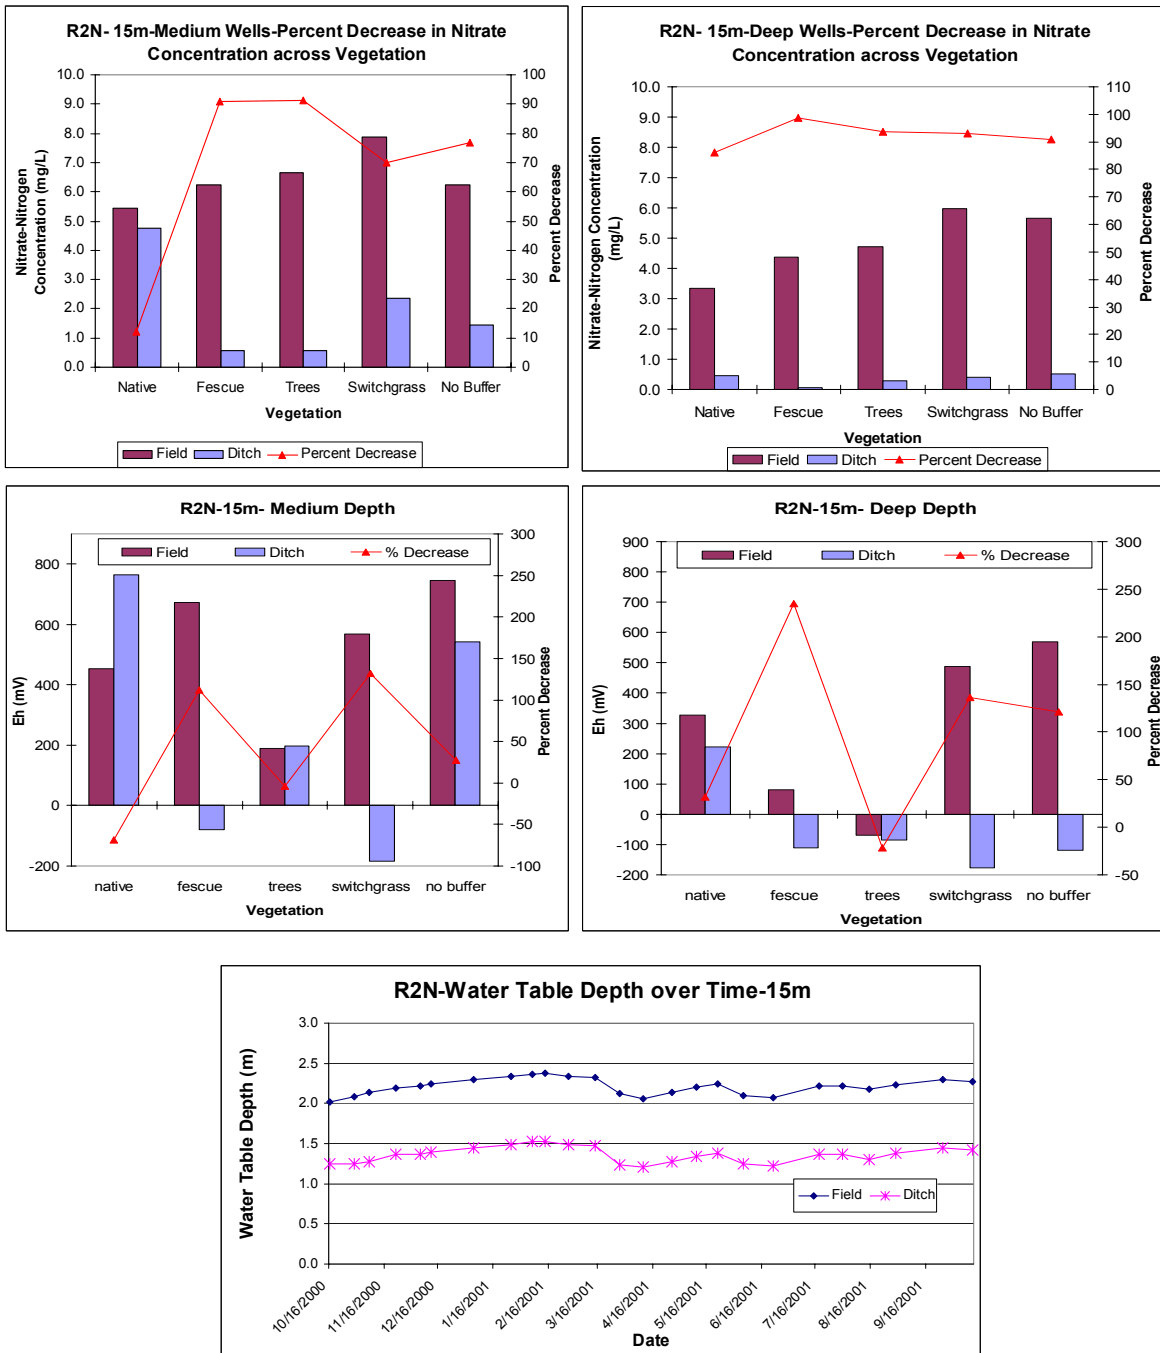 R2N- 15m-Medium Wells-Percent Decrease in Nitrate
Concentration across Vegetation
10.0
9.0
8.0
7.0
6.0
5.0
4.0
3.0
2.0
1.0
0.0
Nitrate-Nitrogen
Concentration (mg/L)
100
90
80
70
60
50
40
30
20
10
0
Percent Decrease
Native Fescue Trees Switchgrass No Buffer
Vegetation
Field Ditch Percent Decrease
R2N- 15m-Deep Wells-Percent Decrease in Nitrate
Concentration across Vegetation
10.0
9.0
8.0
7.0
6.0
5.0
4.0
3.0
2.0
1.0
0.0
Nitrate-Nitrogen Concentration
(mg/L)
110
100
90
80
70
60
50
40
30
20
10
0
Percent Decrease
Native Fescue Trees Switchgrass No Buffer
Vegetation
Field Ditch Percent Decrease
R2N-15m- Medium Depth
Field Ditch % Decrease
800
600
400
200
0
-200
Eh (mV)
300
250
200
150
100
50
0
-50
-100
Percent Decrease
native fescue trees switchgrass no buffer
Vegetation
R2N-15m- Deep Depth
Field Ditch % Decrease
900
800
700
600
500
400
300
200
100
0
-100
-200
Eh (mV)
300
250
200
150
100
50
0
-50
Percent Decrease
native fescue trees switchgrass no buffer
Vegetation
R2N-Water Table Depth over Time-15m
3.0
2.5
2.0
1.5
1.0
0.5
0.0
Water Table Depth (m)
Field Ditch
10/16/2000 11/16/2000 12/16/2000 1/16/2001 2/16/2001 3/16/2001 4/16/2001 5/16/2001 6/16/2001 7/16/2001 8/16/2001 9/16/2001
Date